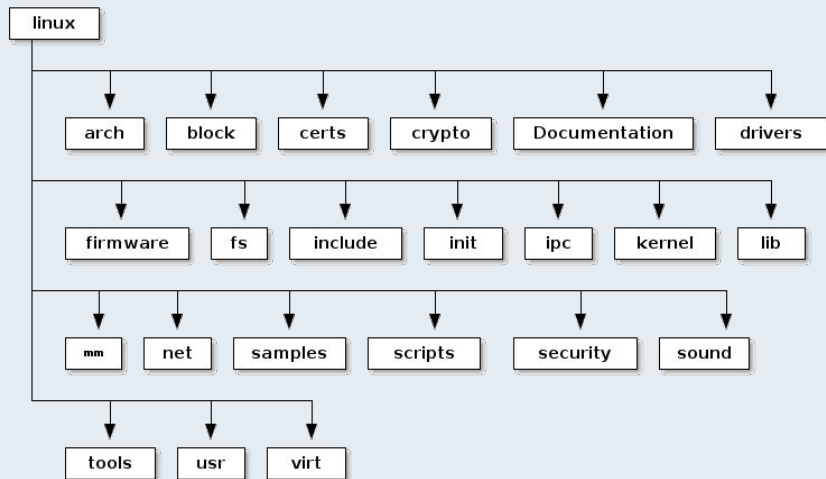 linux
arch block certs crypto Documentation drivers
firmware fs include init ipc kernel lib
mm net samples scripts security sound
tools usr virt